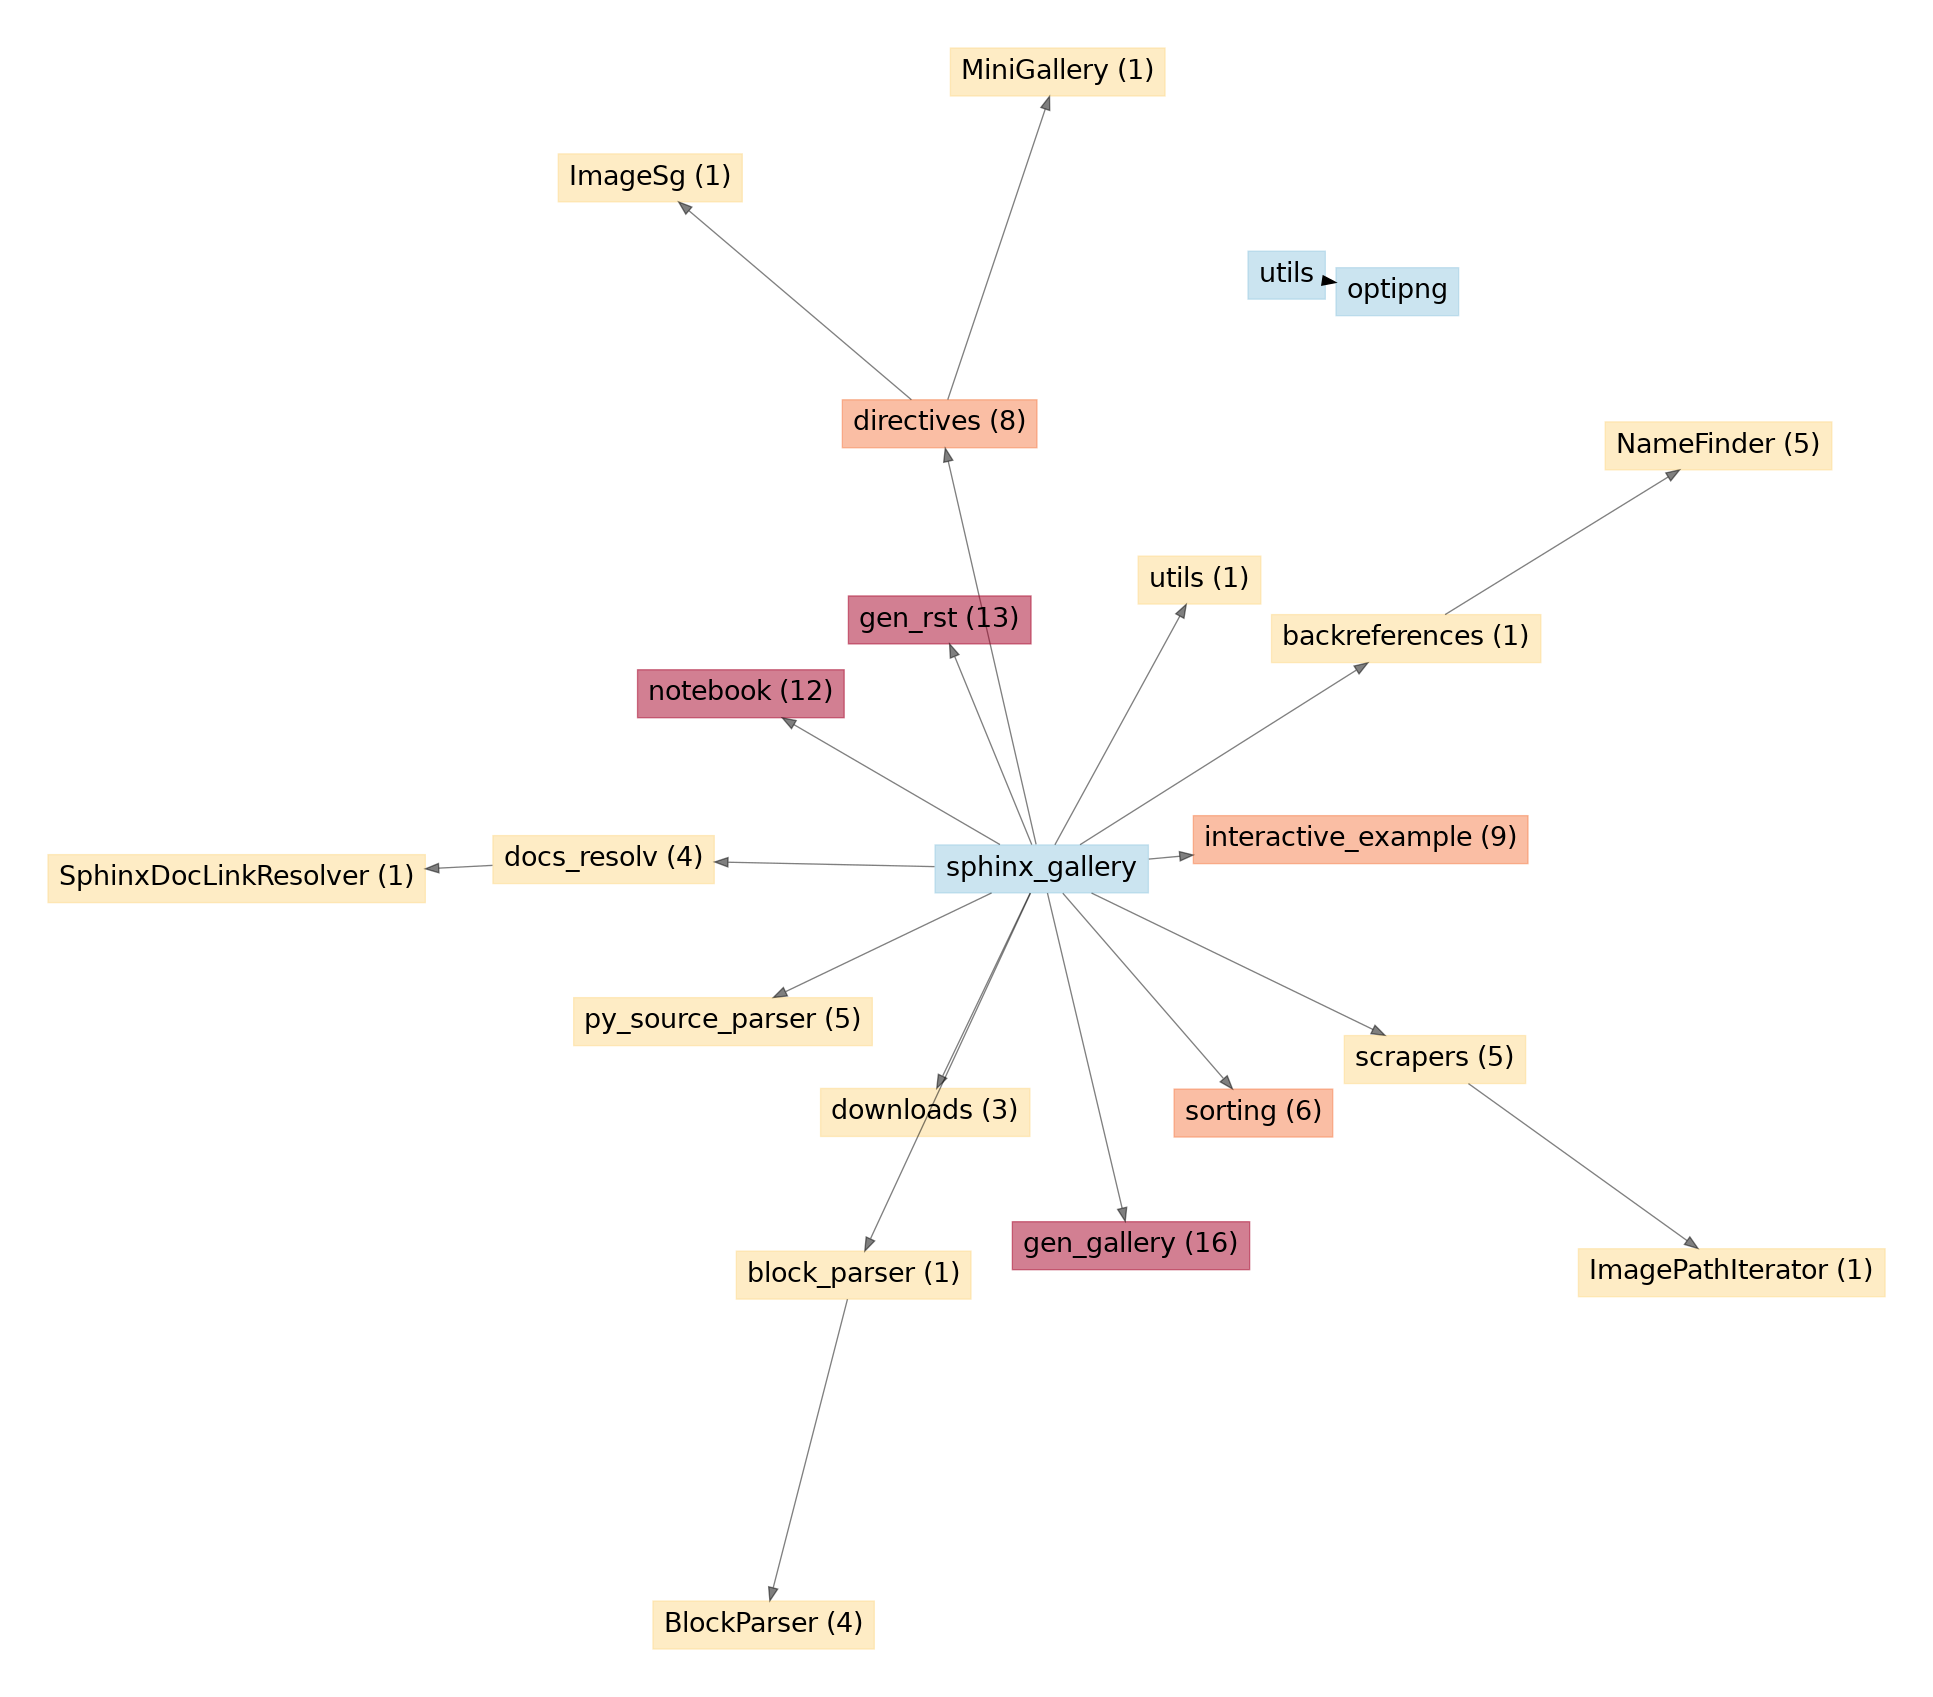 MiniGallery (1)
ImageSg (1)
utils
optipng
directives (8)
NameFinder (5)
utils (1)
gen_rst (13)
backreferences (1)
notebook (12)
interactive_example (9)
docs_resolv (4)
sphinx_gallery
SphinxDocLinkResolver (1)
py_source_parser (5)
scrapers (5)
downloads (3)
sorting (6)
gen_gallery (16)
block_parser (1)
ImagePathIterator (1)
BlockParser (4)